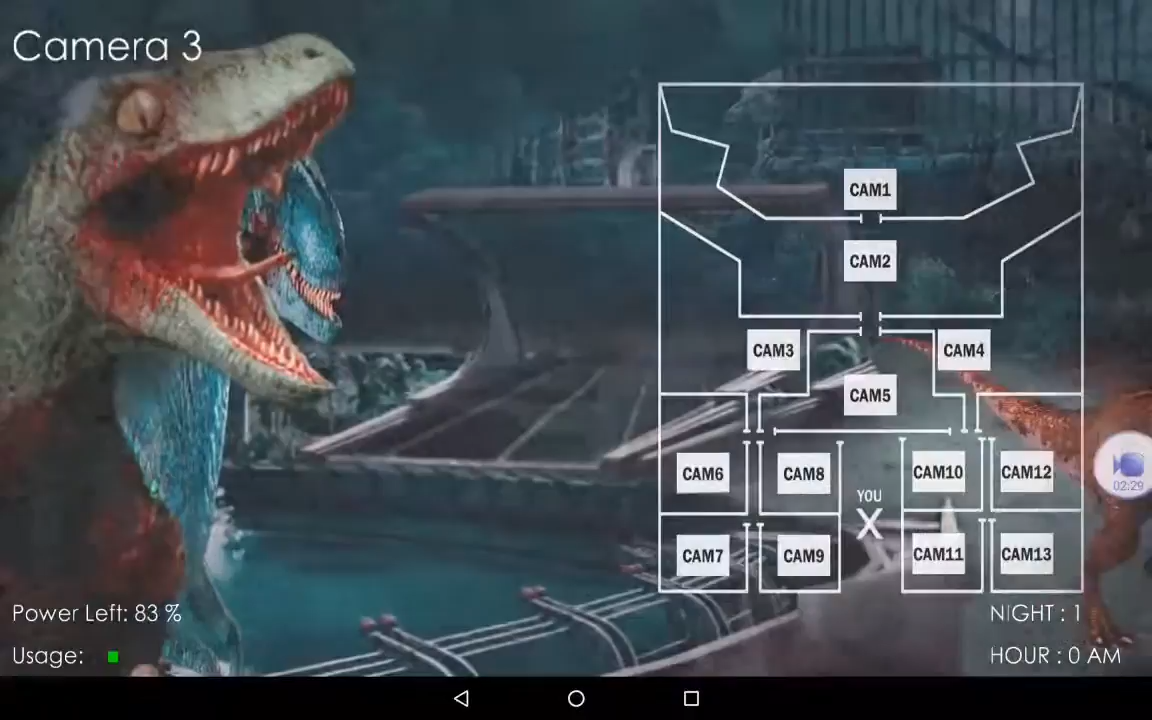 Camera 3
CAM1
CAM2
CAM3
CAM4
CAM5
CAM6
CAM8
YOU
X
CAM10
CAM12
CAM7
CAM9
CAM11
CAM13
02:29
Power Left: 83 %
NIGHT : 1
Usage:
HOUR : 0 AM